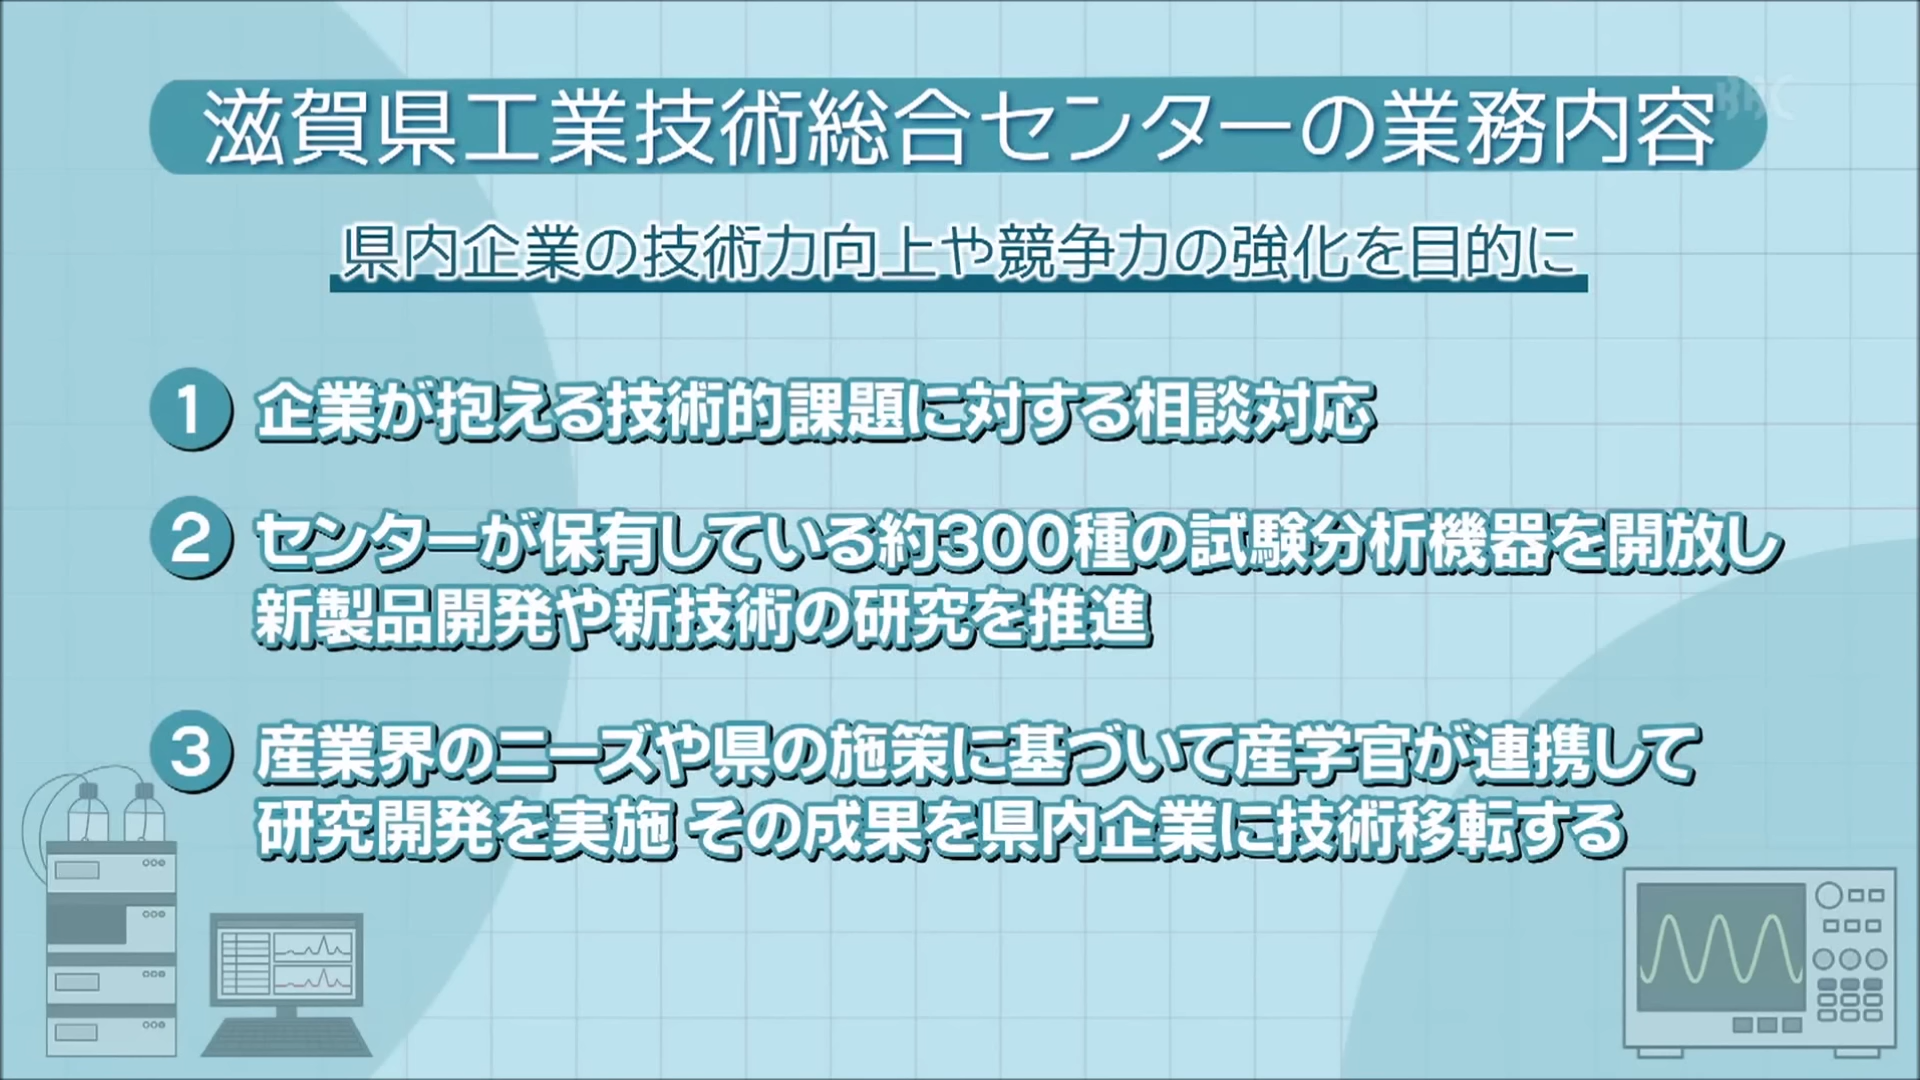 滋賀県工業技術総合センターの業務内容
BBC
県内企業の技術力向上や競争力の強化を目的に
1 企業が抱える技術的課題に対する相談対応
2 センターが保有している約300種の試験分析機器を開放し
新製品開発や新技術の研究を推進
3 産業界のニーズや県の施策に基づいて産学官が連携して
研究開発を実施 その成果を県内企業に技術移転する